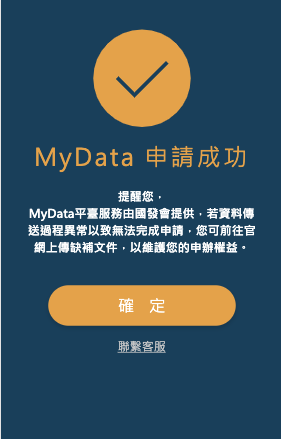 MyData 申請成功
提醒您，
MyData平臺服務由國發會提供，若資料傳
送過程異常以致無法完成申請，您可前往官
網上傳缺補文件，以維護您的申辦權益。
確 定
聯繫客服